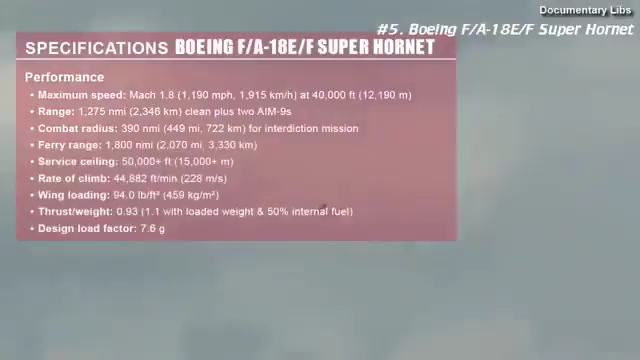 Documentary Libs
#5. Boeing F/A-18E/F Super Hornet
SPECIFICATIONS BOEING F/A-18E/F SUPER HORNET
Performance
• Maximum speed: Mach 1.8 (1,190 mph, 1,915 km/h) at 40,000 ft (12,190 m)
• Range: 1,275 nmi (2,346 km) clean plus two AIM-9s
• Combat radius: 390 nmi (449 mi, 722 km) for interdiction mission
• Ferry range: 1,800 nmi (2,070 mi, 3,330 km)
• Service ceiling: 50,000+ ft (15,000+ m)
• Rate of climb: 44,882 ft/min (228 m/s)
• Wing loading: 94.0 lb/ft² (459 kg/m²)
• Thrust/weight: 0.93 (1.1 with loaded weight & 50% internal fuel)
• Design load factor: 7.6 g